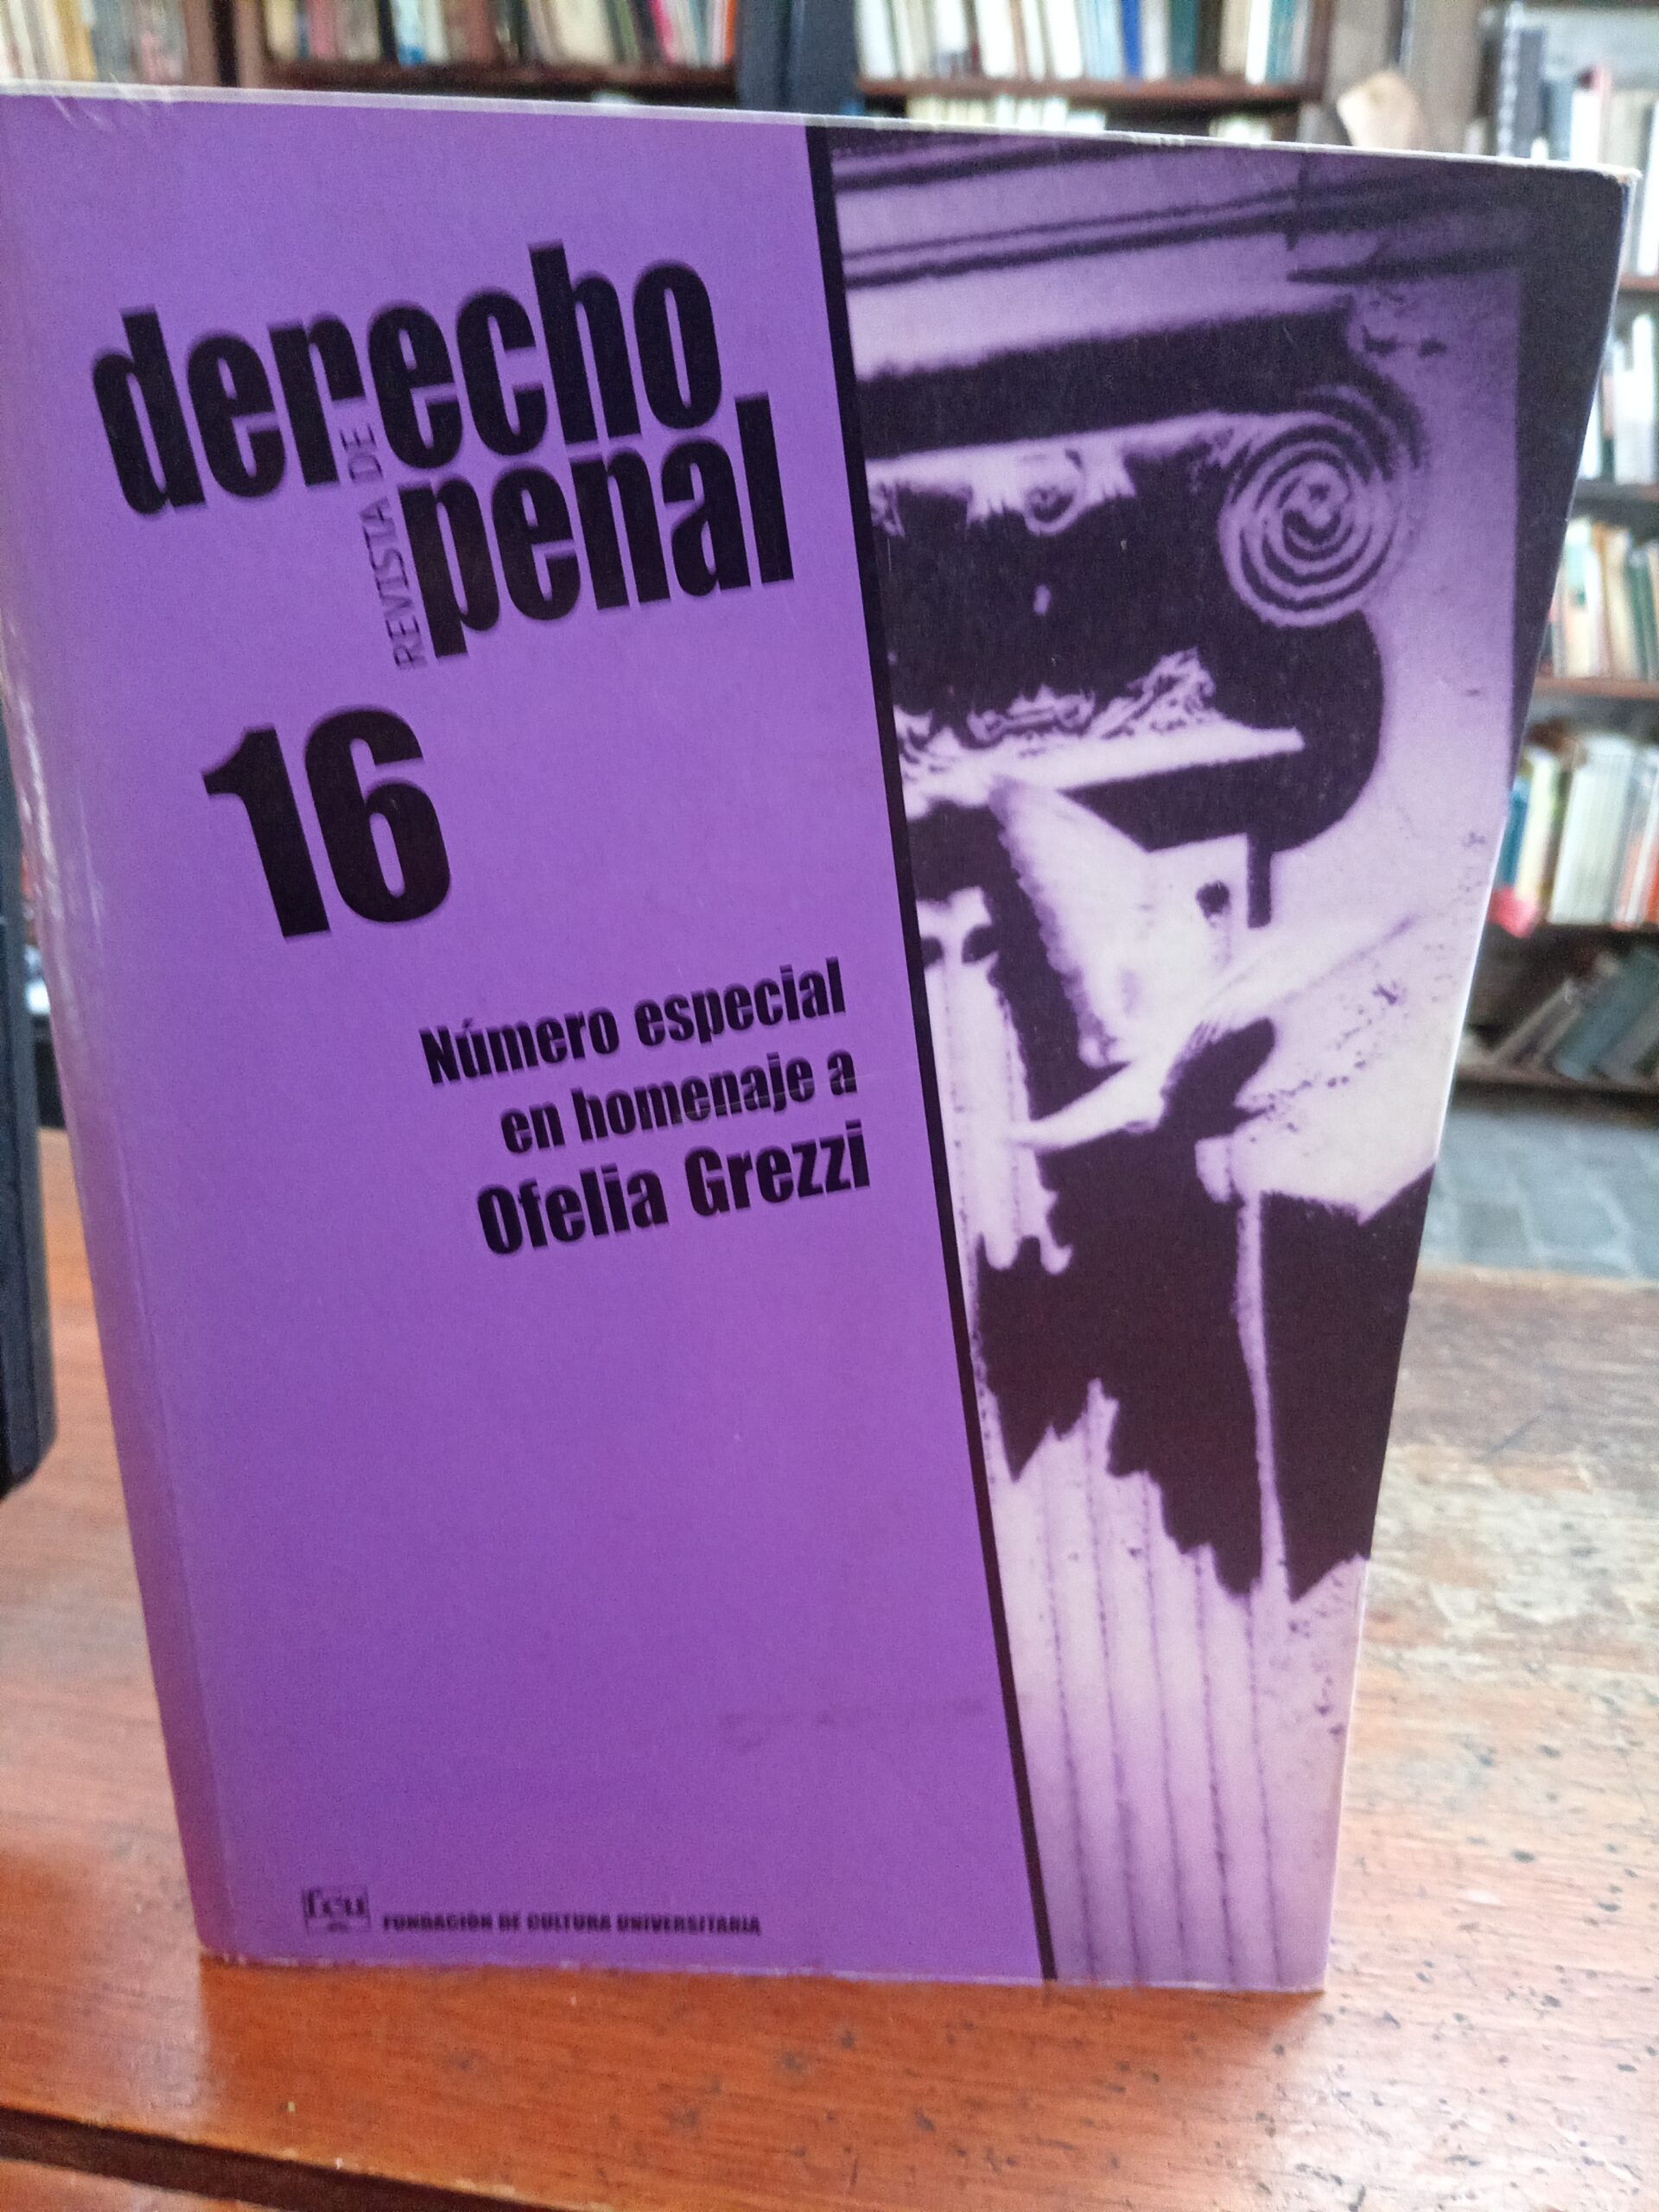 derecho
REVISTA DE
penal
16
Número especial
en homenaje a
Ofelia Grezzi
fcu
FUNDACIÓN DE CULTURA UNIVERSITARIA